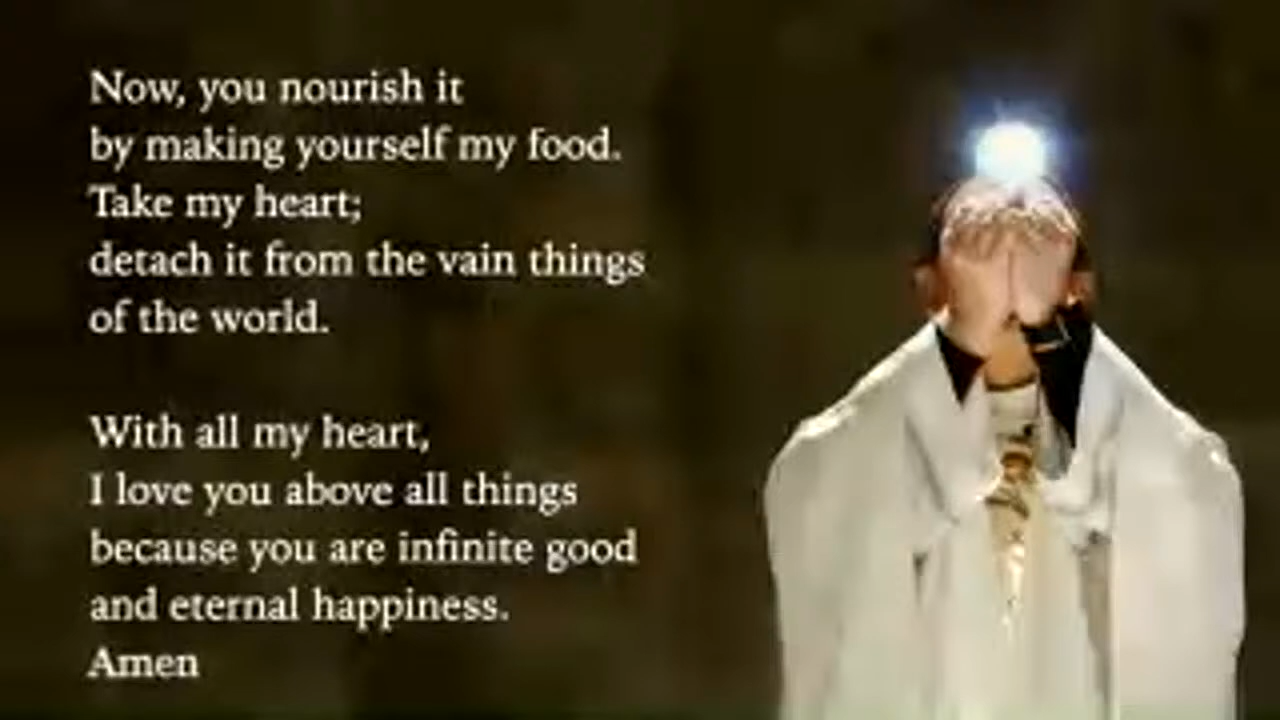 Now, you nourish it
by making yourself my food.
Take my heart;
detach it from the vain things
of the world.
With all my heart,
I love you above all things
because you are infinite good
and eternal happiness.
Amen